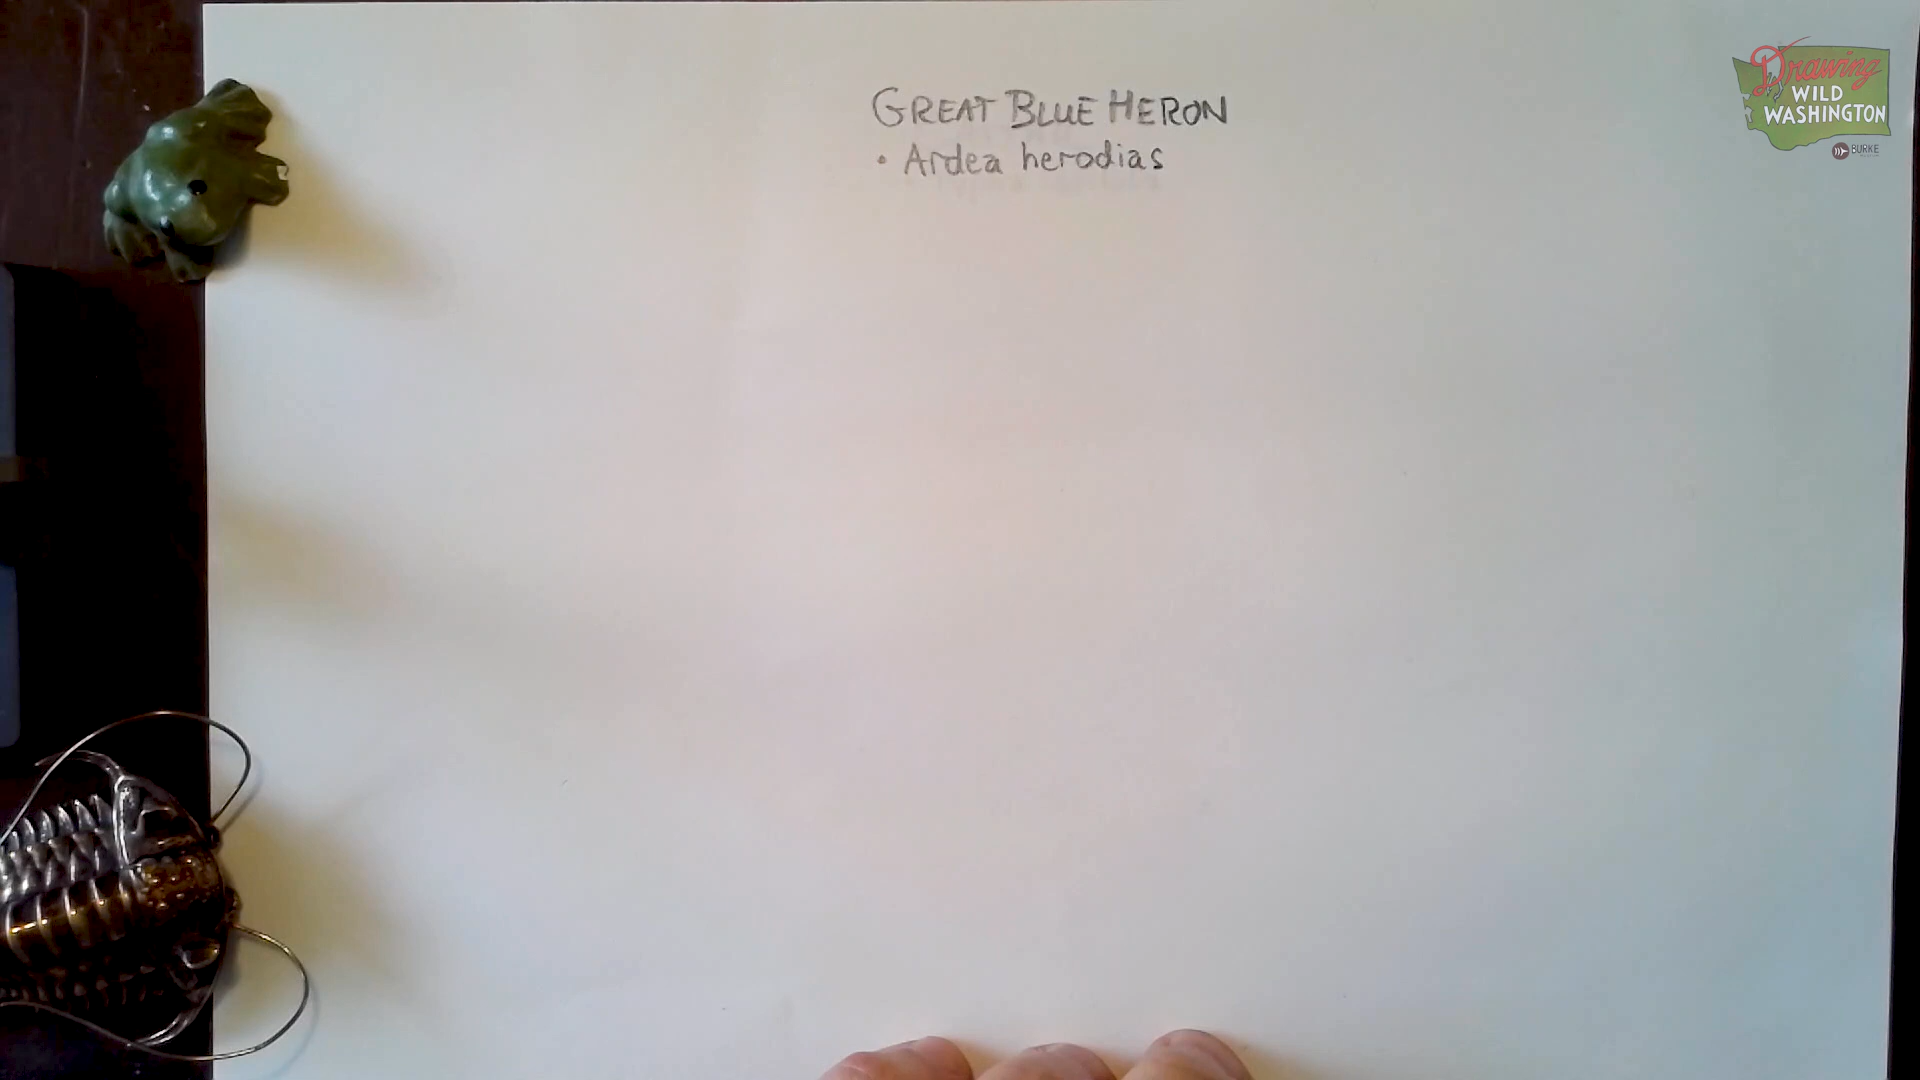 GREAT BLUE HERON
• Ardea herodias
Drawing
WILD
WASHINGTON
BURKE